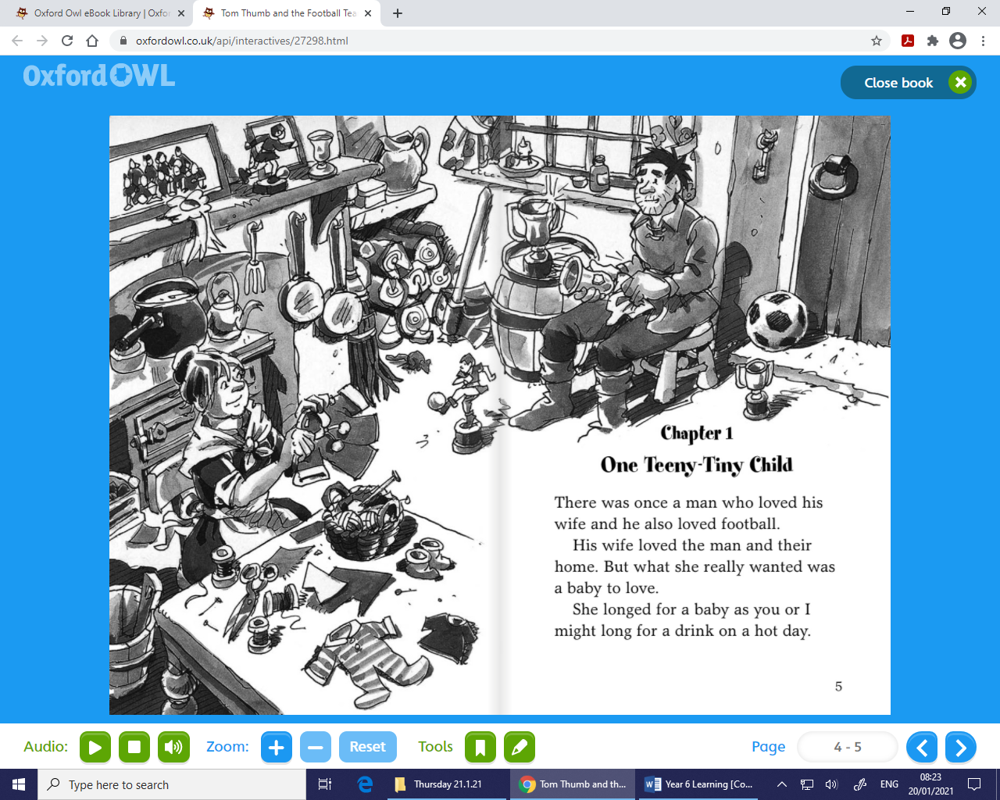 Oxford Owl eBook Library | Oxfo
Tom Thumb and the Football Tea
oxfordowl.co.uk/api/interactives/27298.html
Oxford OWL
Close book
Chapter 1
One Teeny-Tiny Child
There was once a man who loved his
wife and he also loved football.
His wife loved the man and their
home. But what she really wanted was
a baby to love.
She longed for a baby as you or I
might long for a drink on a hot day.
5
Audio:
Zoom:
Reset
Tools
Page
4 - 5
Type here to search
Thursday 21.1.21
Tom Thumb and th...
Year 6 Learning [Co...
ENG
08:23
20/01/2021